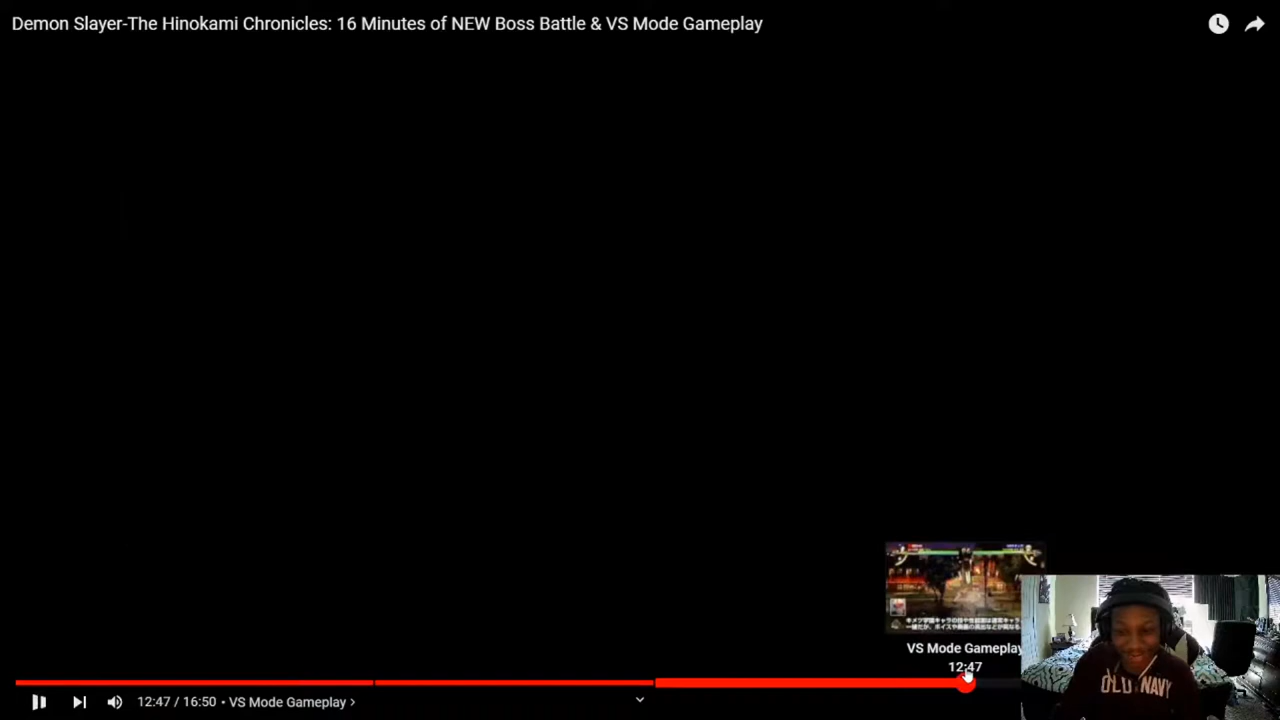 Demon Slayer-The Hinokami Chronicles: 16 Minutes of NEW Boss Battle & VS Mode Gameplay
VS Mode Gameplay
12:47
12:47 / 16:50 • VS Mode Gameplay
OLD NAVY